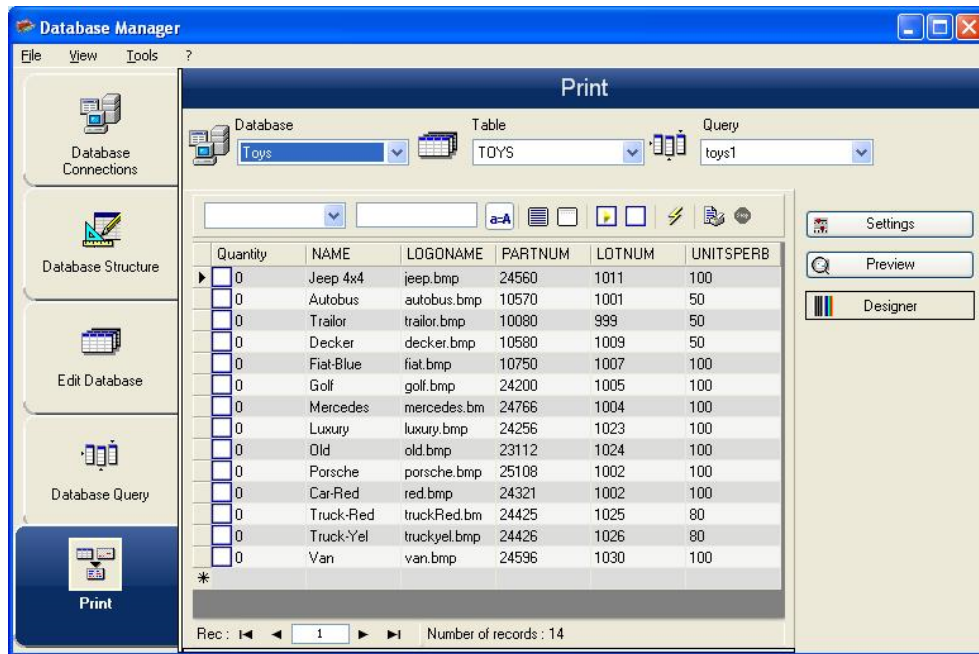 Database Manager
File View Tools ?
Print
Database Connections
Database Structure
Edit Database
Database Query
Print
Database Table Query
Toys TOYS toys1
a=A
Settings
Preview
Designer
Quantity NAME LOGONAME PARTNUM LOTNUM UNITSPERB
0 Jeep 4x4 jeep.bmp 24560 1011 100
0 Autobus autobus.bmp 10570 1001 50
0 Trailor trailor.bmp 10080 999 50
0 Decker decker.bmp 10580 1009 50
0 Fiat-Blue fiat.bmp 10750 1007 100
0 Golf golf.bmp 24200 1005 100
0 Mercedes mercedes.bm 24766 1004 100
0 Luxury luxury.bmp 24256 1023 100
0 Old old.bmp 23112 1024 100
0 Porsche porsche.bmp 25108 1002 100
0 Car-Red red.bmp 24321 1002 100
0 Truck-Red truckRed.bm 24425 1025 80
0 Truck-Yel truckyel.bmp 24426 1026 80
0 Van van.bmp 24596 1030 100
Rec : 1 Number of records : 14